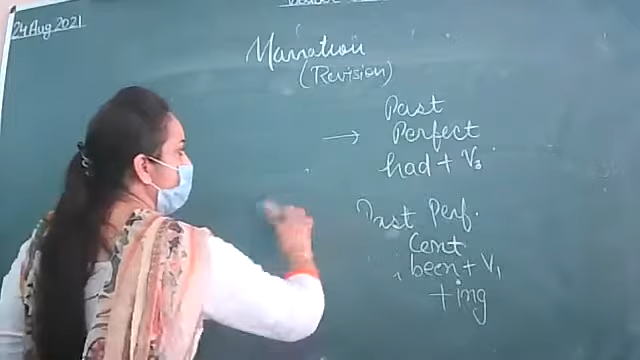 24 Aug 2021
Narration
(Revision)
Past
→ Perfect
had + V₃
Past Perf.
Cont
been + V₁
+ ing